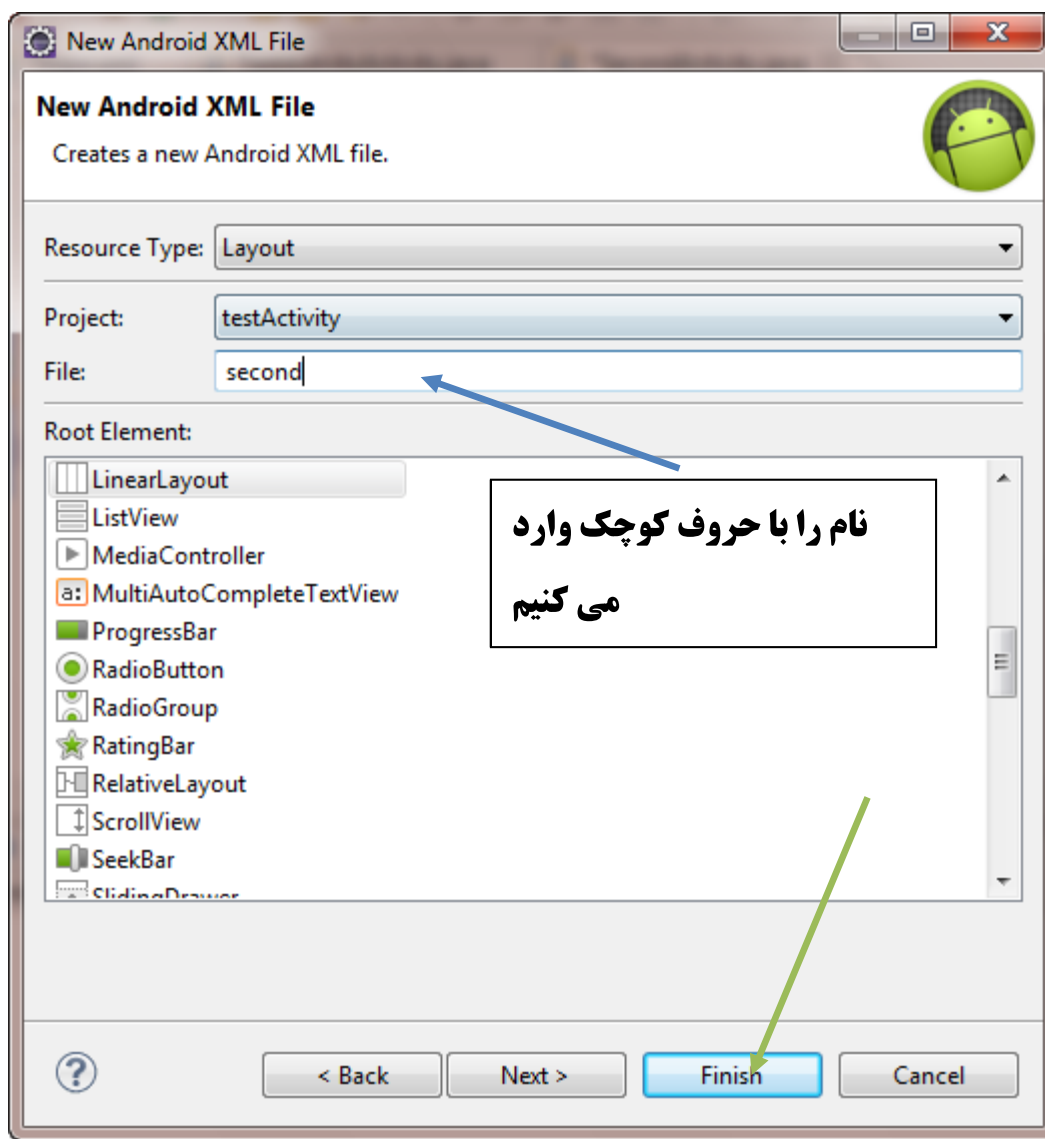 New Android XML File
New Android XML File
Creates a new Android XML file.
Resource Type: Layout
Project: testActivity
File: second
Root Element:
LinearLayout
ListView
MediaController
a: MultiAutoCompleteTextView
ProgressBar
RadioButton
RadioGroup
RatingBar
RelativeLayout
ScrollView
SeekBar
SlidingDrawer
نام را با حروف کوچک وارد
می کنیم
? < Back Next > Finish Cancel